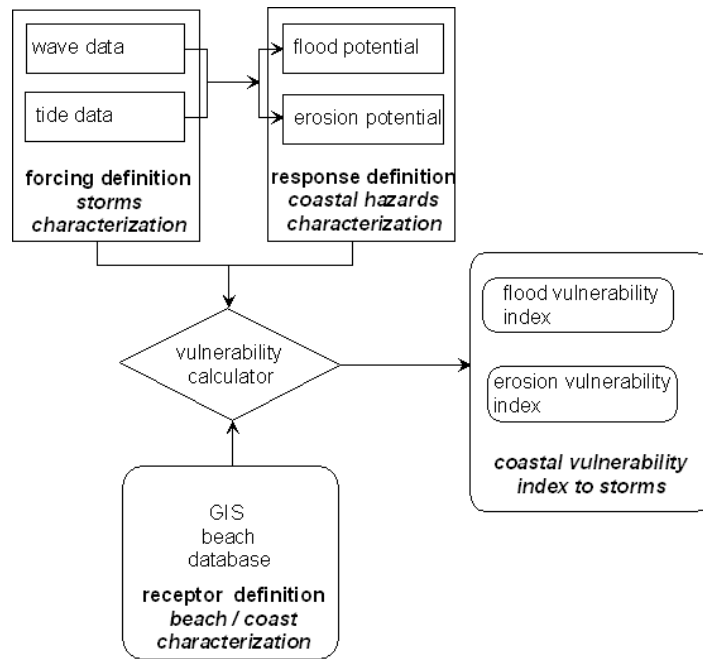 wave data
tide data
forcing definition
storms
characterization
flood potential
erosion potential
response definition
coastal hazards
characterization
vulnerability
calculator
flood vulnerability
index
erosion vulnerability
index
coastal vulnerability
index to storms
GIS
beach
database
receptor definition
beach / coast
characterization